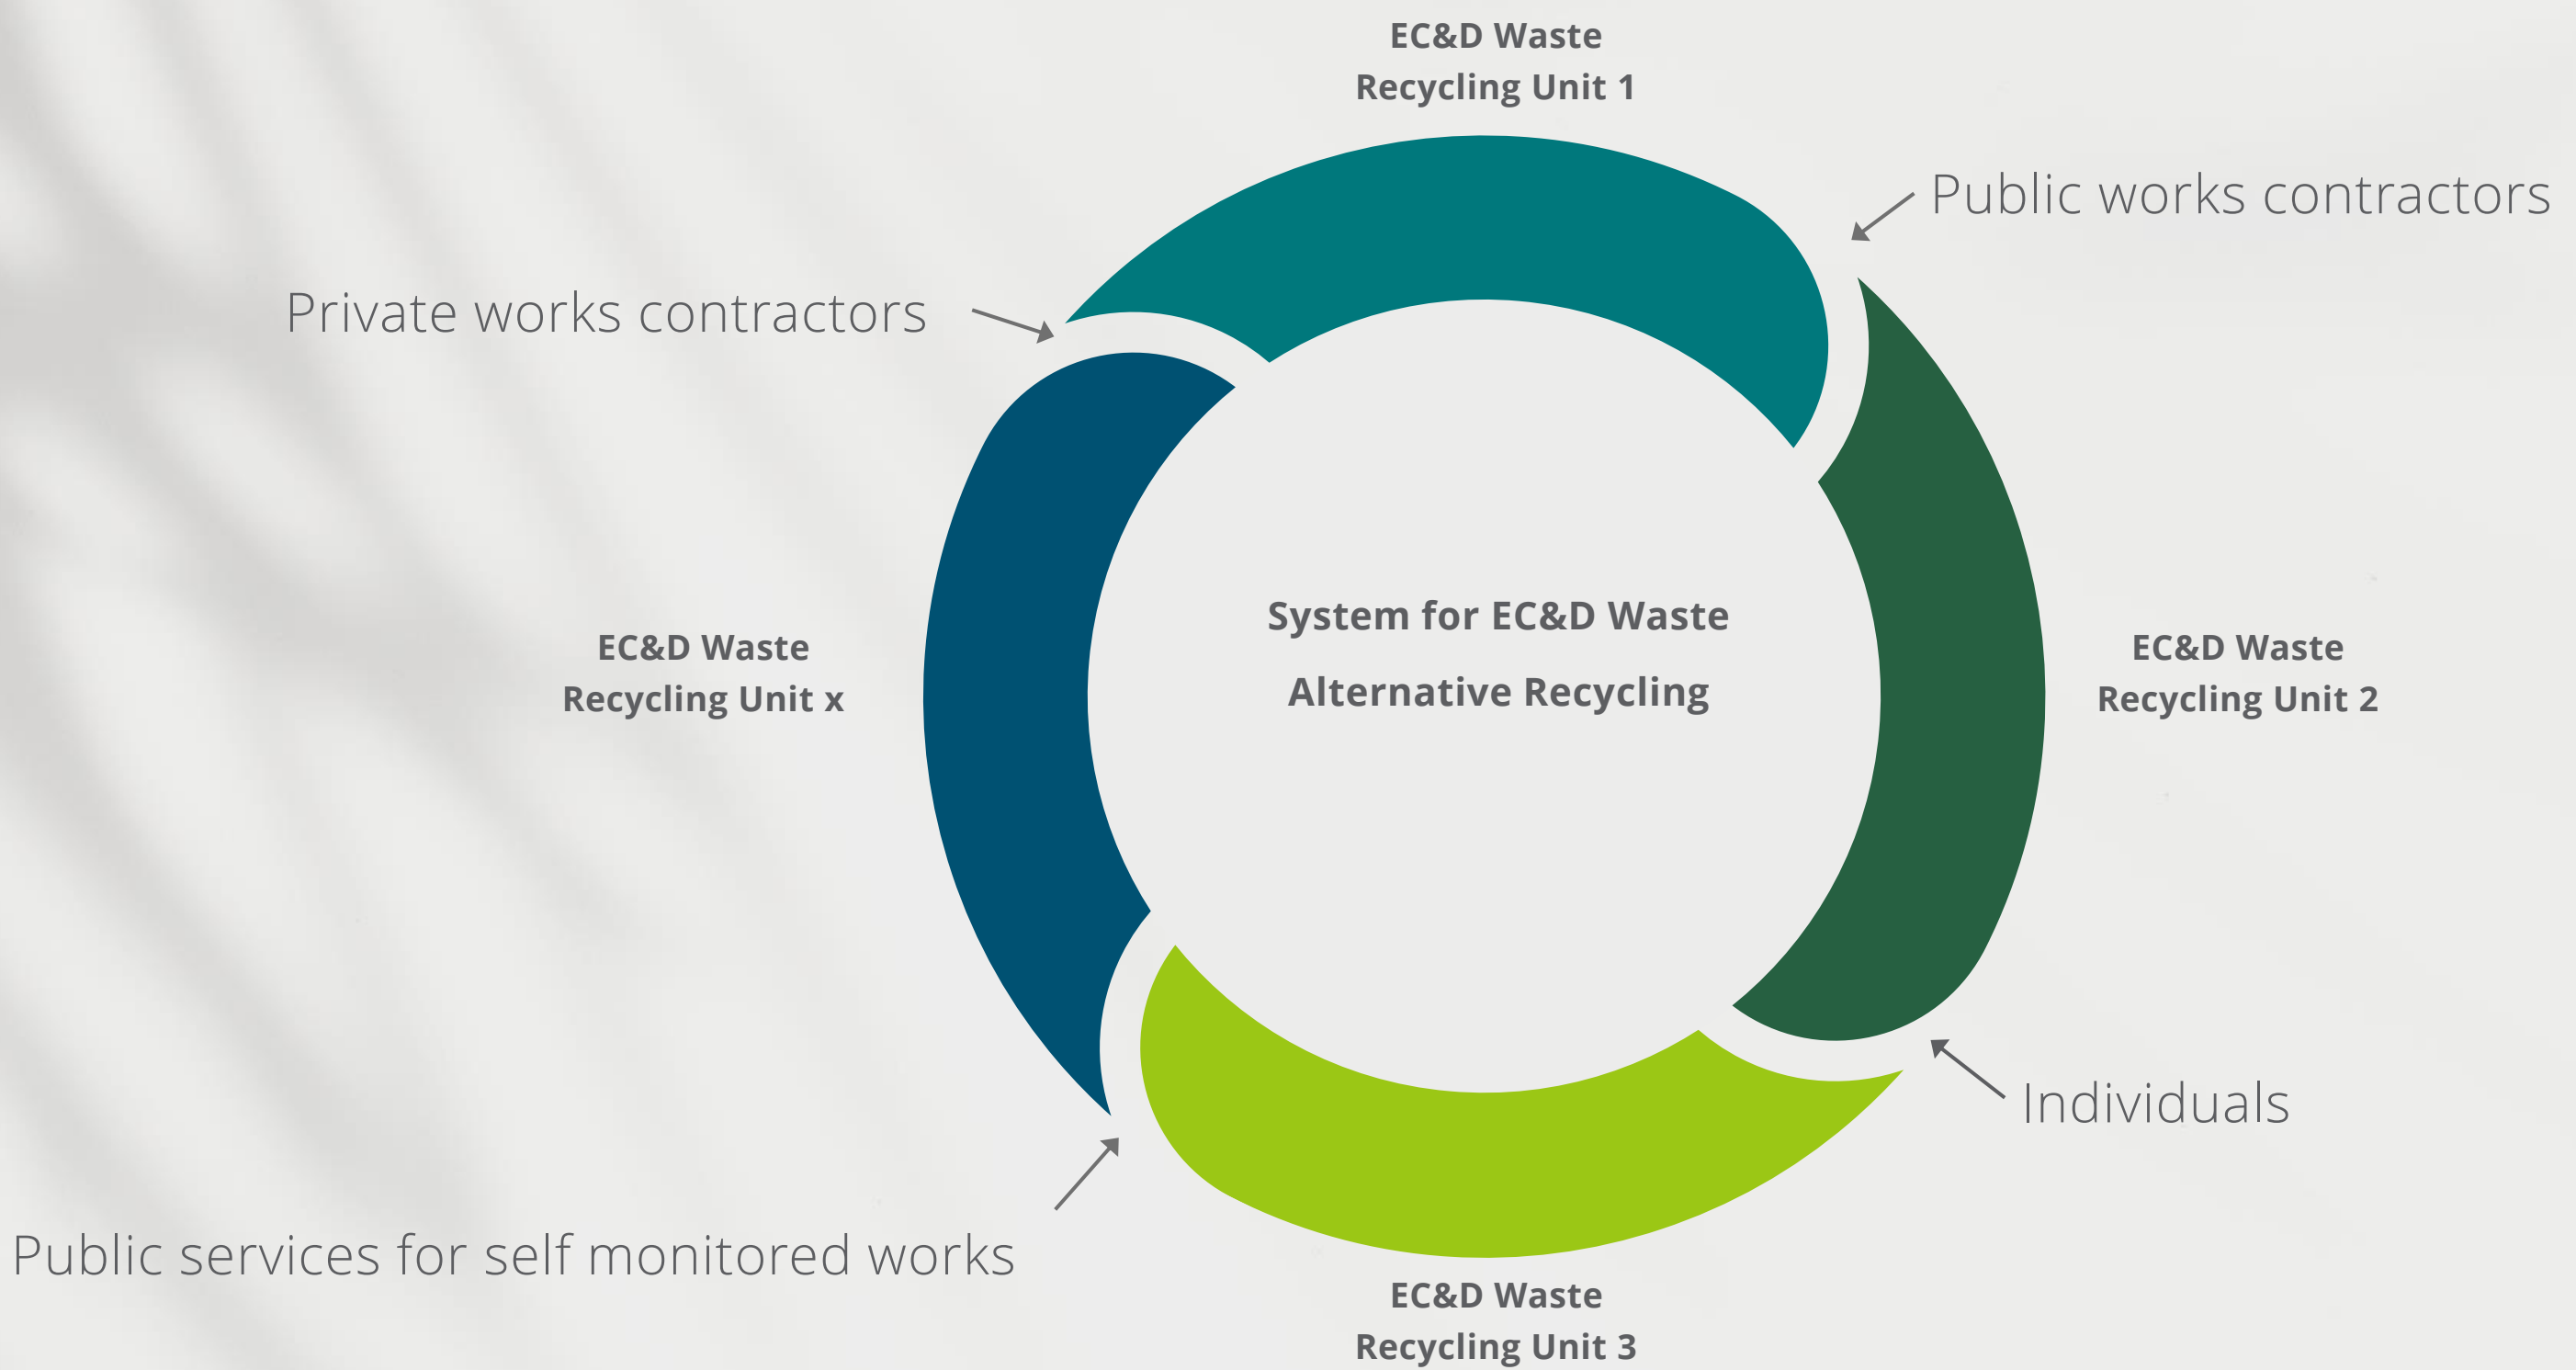 EC&D Waste
Recycling Unit 1
Public works contractors
Private works contractors
System for EC&D Waste
Alternative Recycling
EC&D Waste
Recycling Unit x
EC&D Waste
Recycling Unit 2
Individuals
Public services for self monitored works
EC&D Waste
Recycling Unit 3